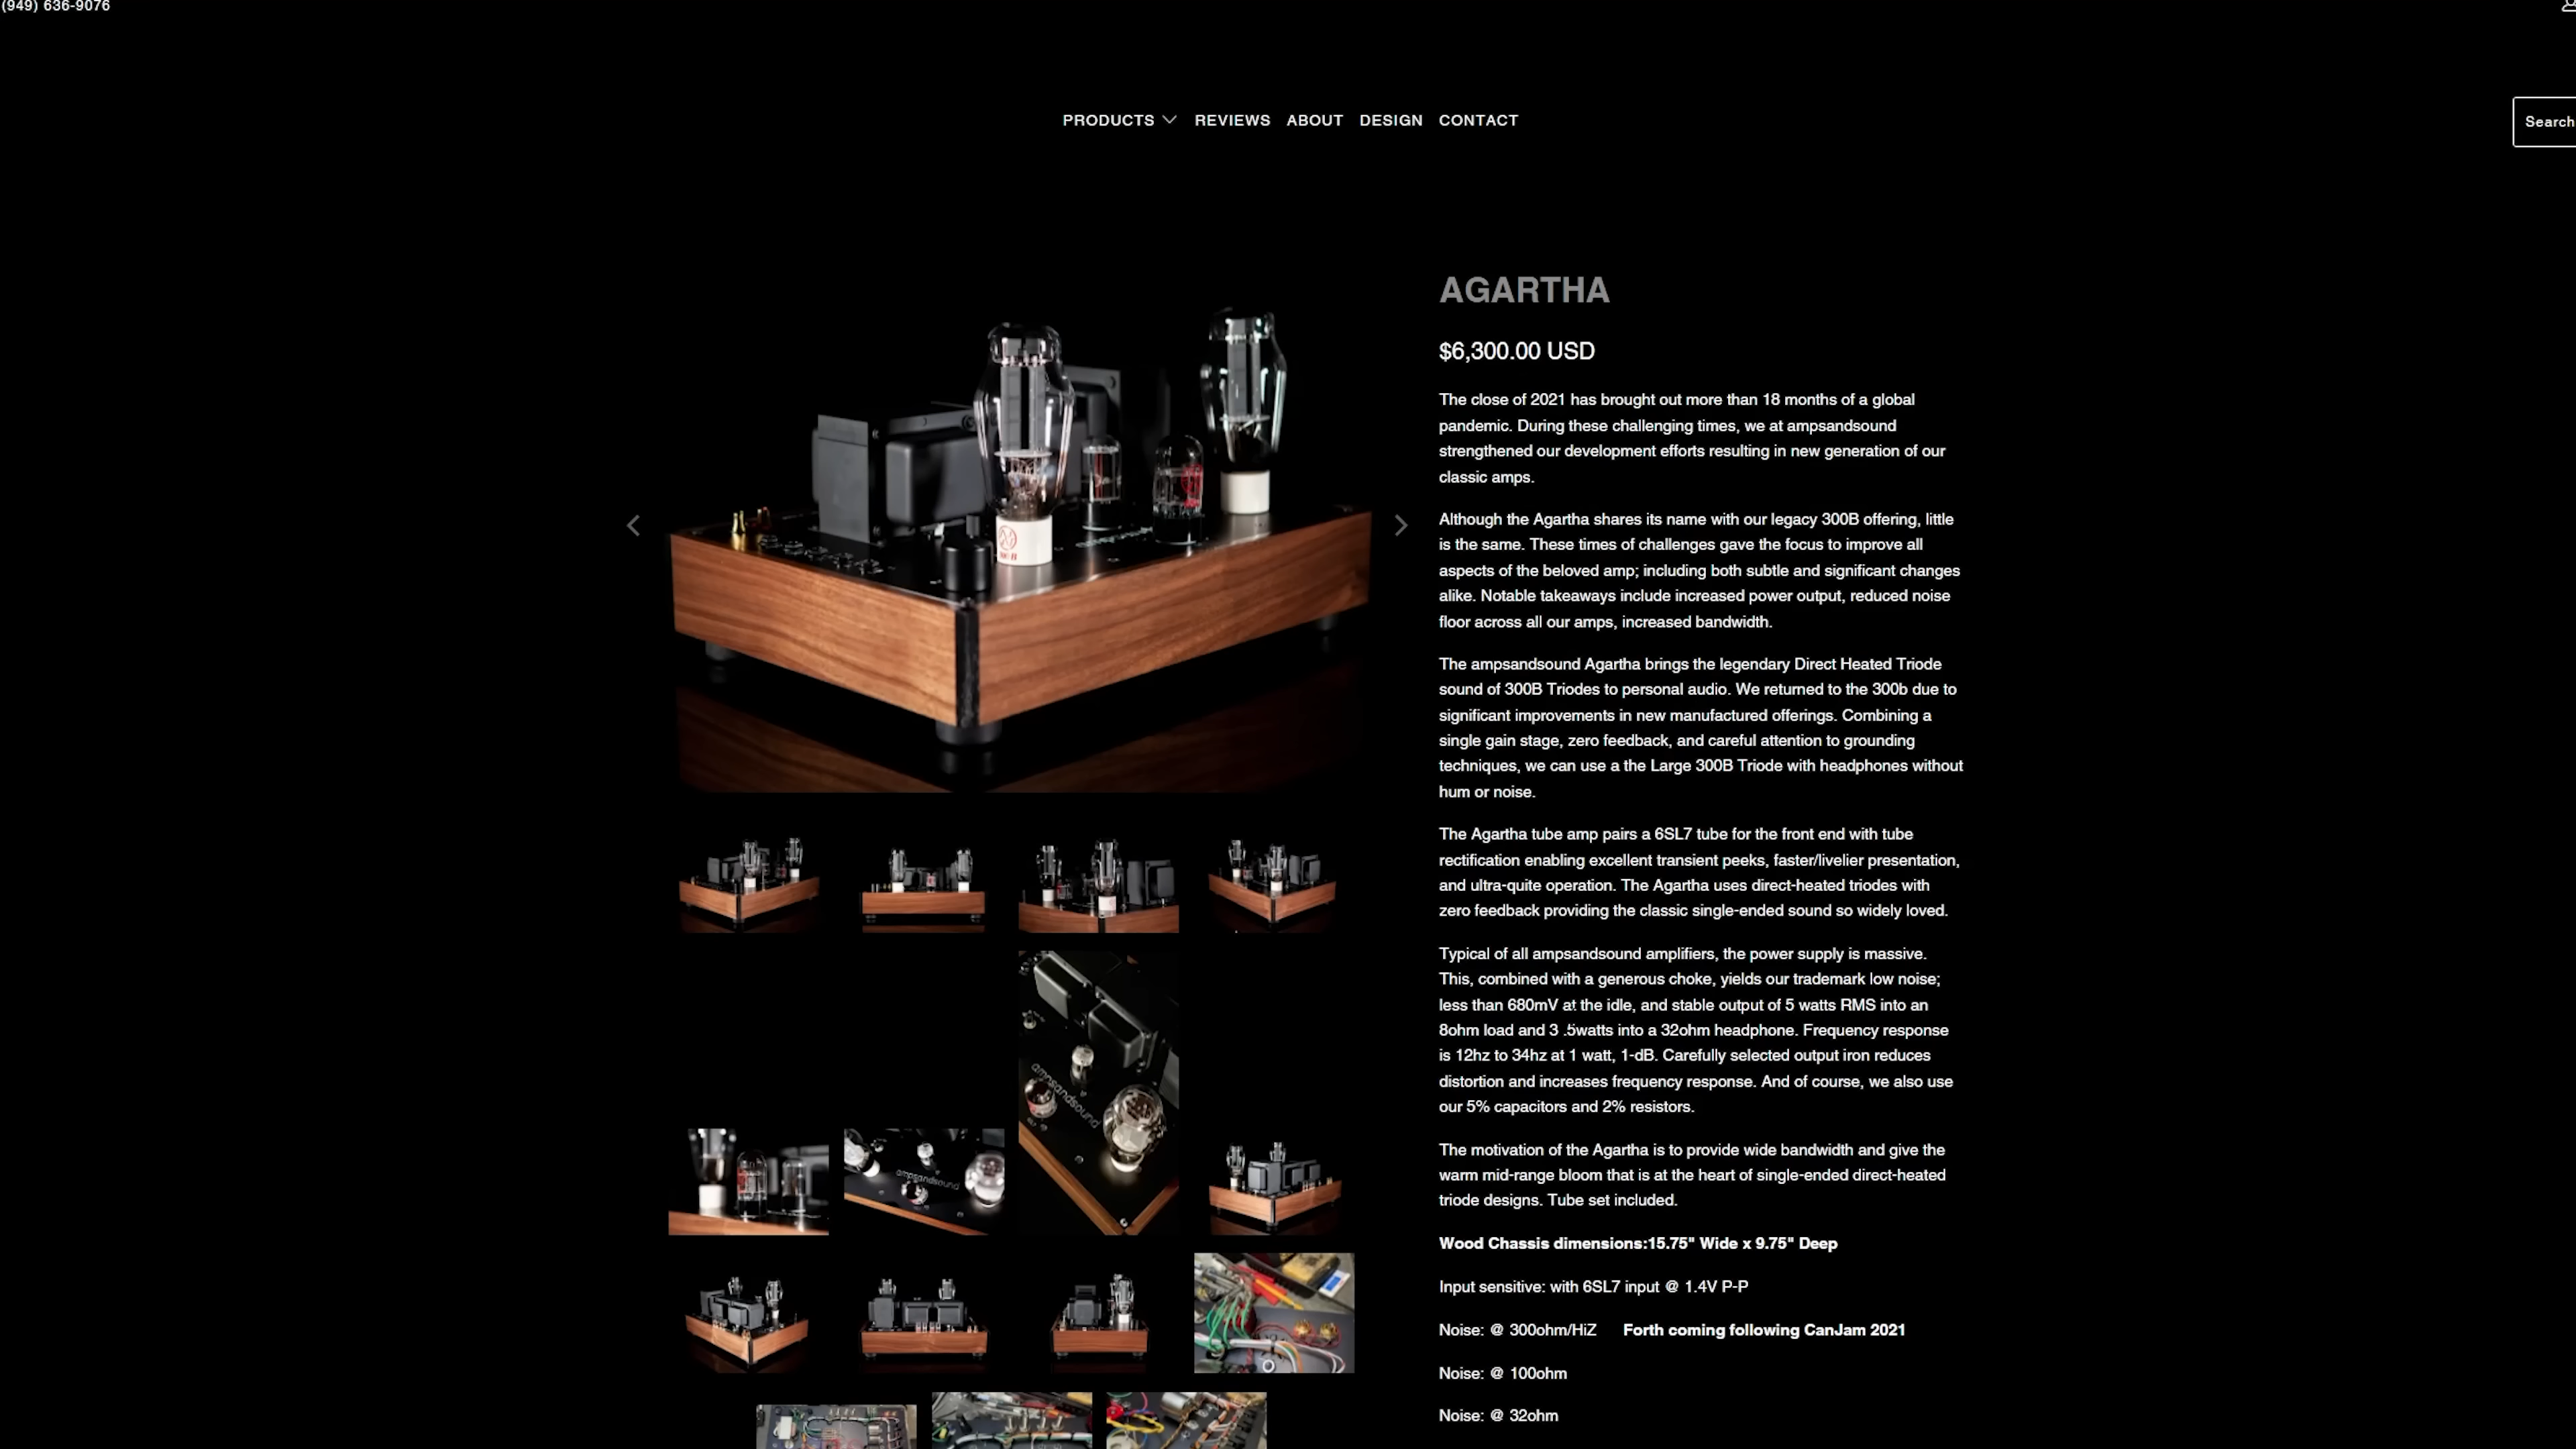 (949) 636-9076
PRODUCTS REVIEWS ABOUT DESIGN CONTACT
Search
AGARTHA
$6,300.00 USD
The close of 2021 has brought out more than 18 months of a global
pandemic. During these challenging times, we at ampsandsound
strengthened our development efforts resulting in new generation of our
classic amps.
Although the Agartha shares its name with our legacy 300B offering, little
is the same. These times of challenges gave the focus to improve all
aspects of the beloved amp; including both subtle and significant changes
alike. Notable takeaways include increased power output, reduced noise
floor across all our amps, increased bandwidth.
The ampsandsound Agartha brings the legendary Direct Heated Triode
sound of 300B Triodes to personal audio. We returned to the 300b due to
significant improvements in new manufactured offerings. Combining a
single gain stage, zero feedback, and careful attention to grounding
techniques, we can use a the Large 300B Triode with headphones without
hum or noise.
The Agartha tube amp pairs a 6SL7 tube for the front end with tube
rectification enabling excellent transient peeks, faster/livelier presentation,
and ultra-quite operation. The Agartha uses direct-heated triodes with
zero feedback providing the classic single-ended sound so widely loved.
Typical of all ampsandsound amplifiers, the power supply is massive.
This, combined with a generous choke, yields our trademark low noise;
less than 680mV at the idle, and stable output of 5 watts RMS into an
8ohm load and 3 .5watts into a 32ohm headphone. Frequency response
is 12hz to 34hz at 1 watt, 1-dB. Carefully selected output iron reduces
distortion and increases frequency response. And of course, we also use
our 5% capacitors and 2% resistors.
The motivation of the Agartha is to provide wide bandwidth and give the
warm mid-range bloom that is at the heart of single-ended direct-heated
triode designs. Tube set included.
Wood Chassis dimensions:15.75" Wide x 9.75" Deep
Input sensitive: with 6SL7 input @ 1.4V P-P
Noise: @ 300ohm/HiZ Forth coming following CanJam 2021
Noise: @ 100ohm
Noise: @ 32ohm
ampsandsound
ampsandsound